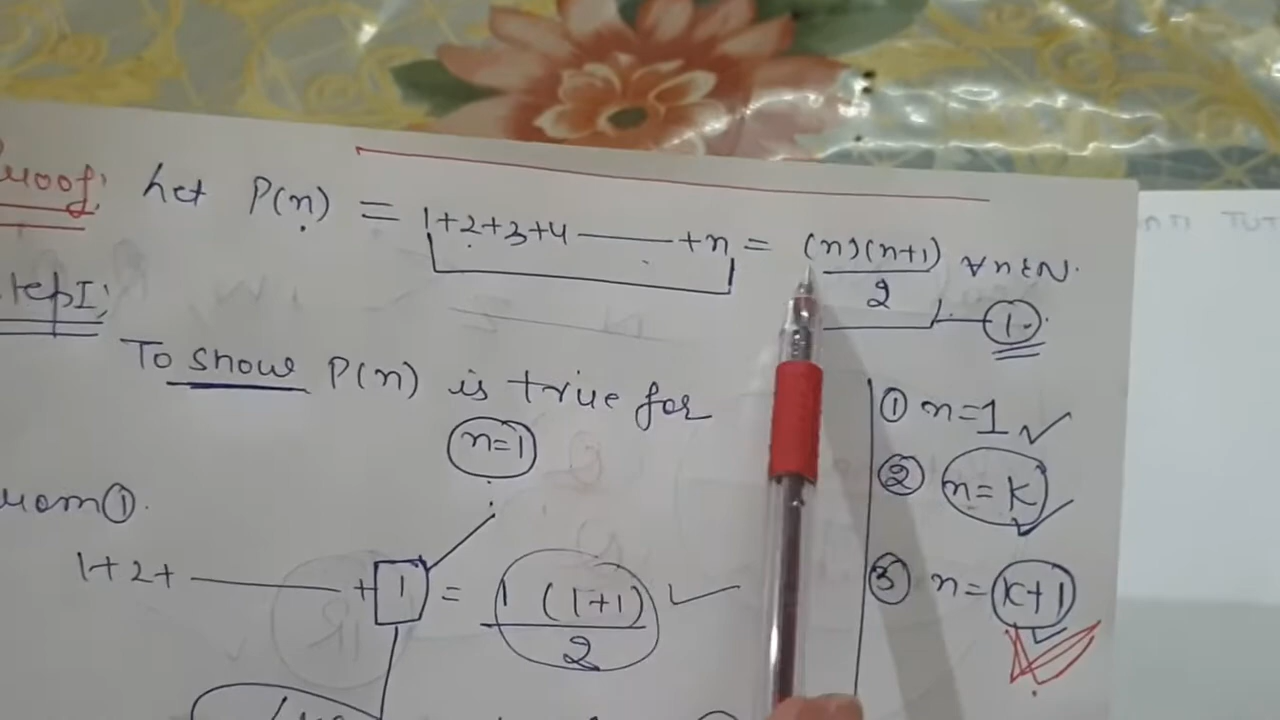 Proof: Let P(n) = 1+2+3+4 —— +n = (n)(n+1)/2 ∀ n∈N.
①
Step I:
To show P(n) is true for
n=1
From ①.
1+2+ —— +1 = 1 (1+1)/2 ✓
① n=1 ✓
② n=K ✓
③ n=K+1